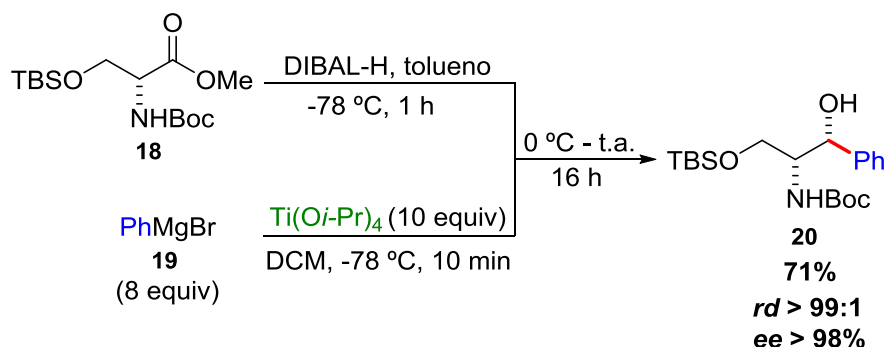 O
TBSO
OMe
NHBoc
18
DIBAL-H, tolueno
-78 ºC, 1 h
PhMgBr
19
(8 equiv)
Ti(Oi-Pr)4 (10 equiv)
DCM, -78 ºC, 10 min
0 ºC - t.a.
16 h
OH
TBSO
Ph
NHBoc
20
71%
rd > 99:1
ee > 98%